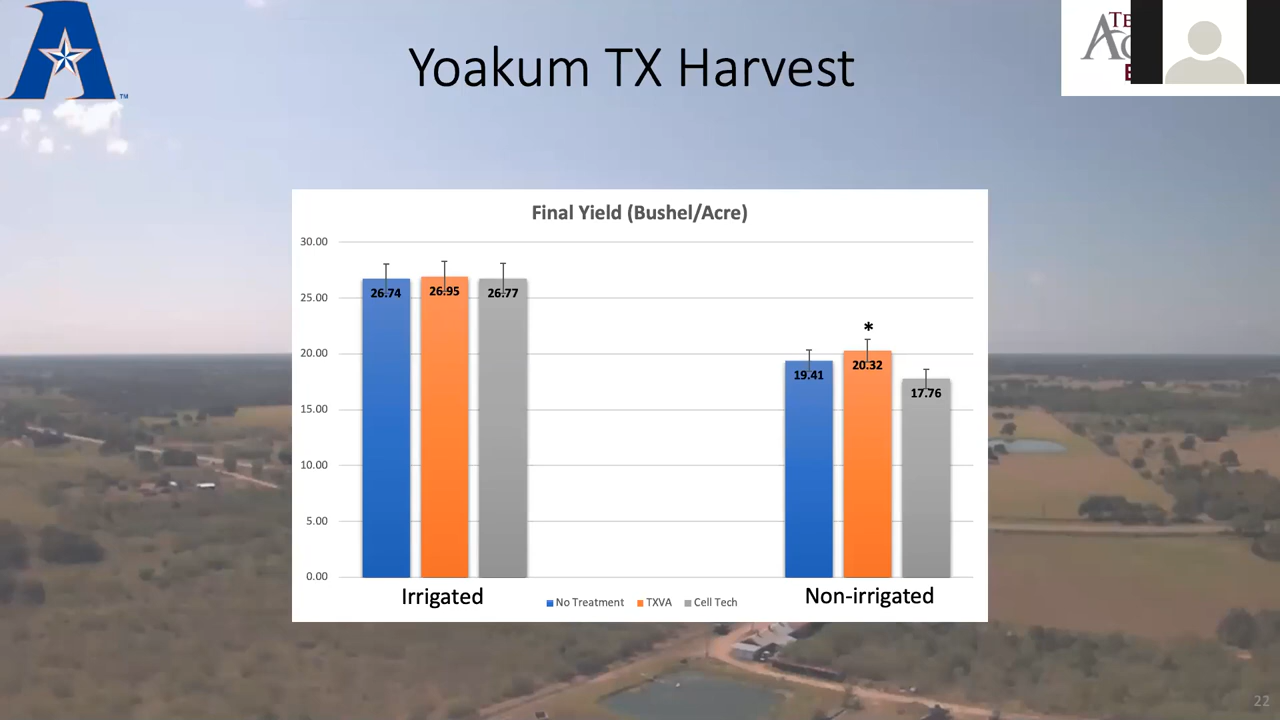 Yoakum TX Harvest
TM
Final Yield (Bushel/Acre)
30.00
25.00
20.00
15.00
10.00
5.00
0.00
26.74
26.95
26.77
*
19.41
20.32
17.76
Irrigated
Non-irrigated
No Treatment TXVA Cell Tech
22